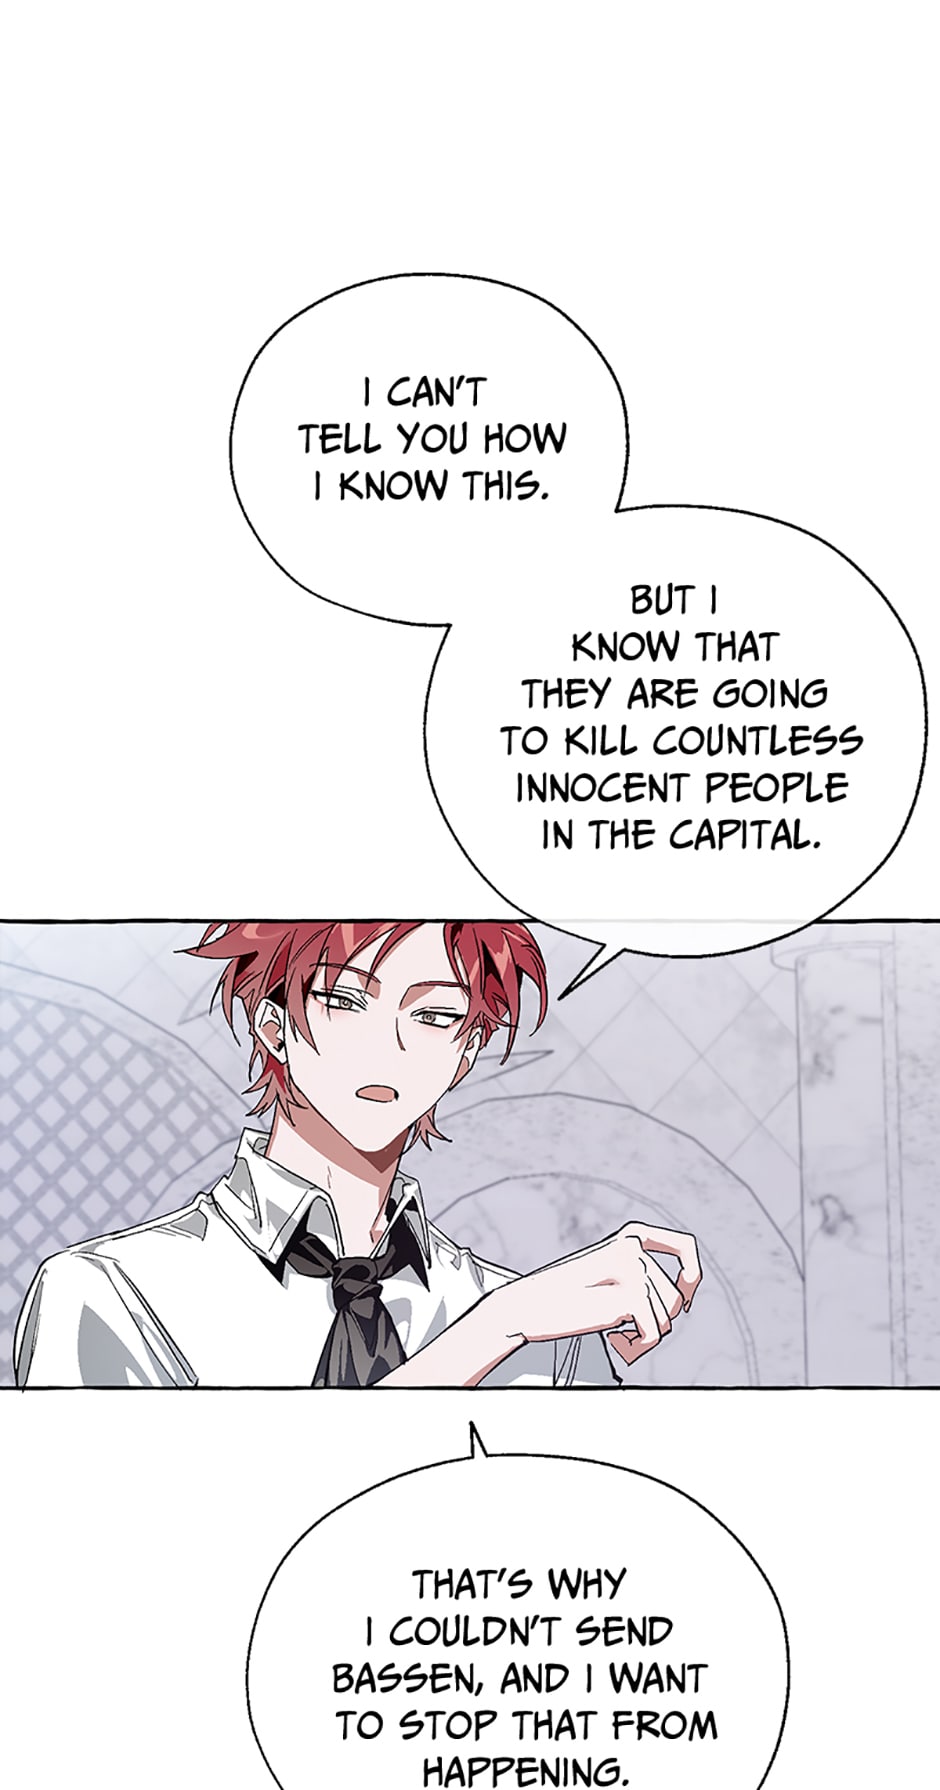 I CAN'T
TELL YOU HOW
I KNOW THIS.
BUT I
KNOW THAT
THEY ARE GOING
TO KILL COUNTLESS
INNOCENT PEOPLE
IN THE CAPITAL.
THAT'S WHY
I COULDN'T SEND
BASSEN, AND I WANT
TO STOP THAT FROM
HAPPENING.